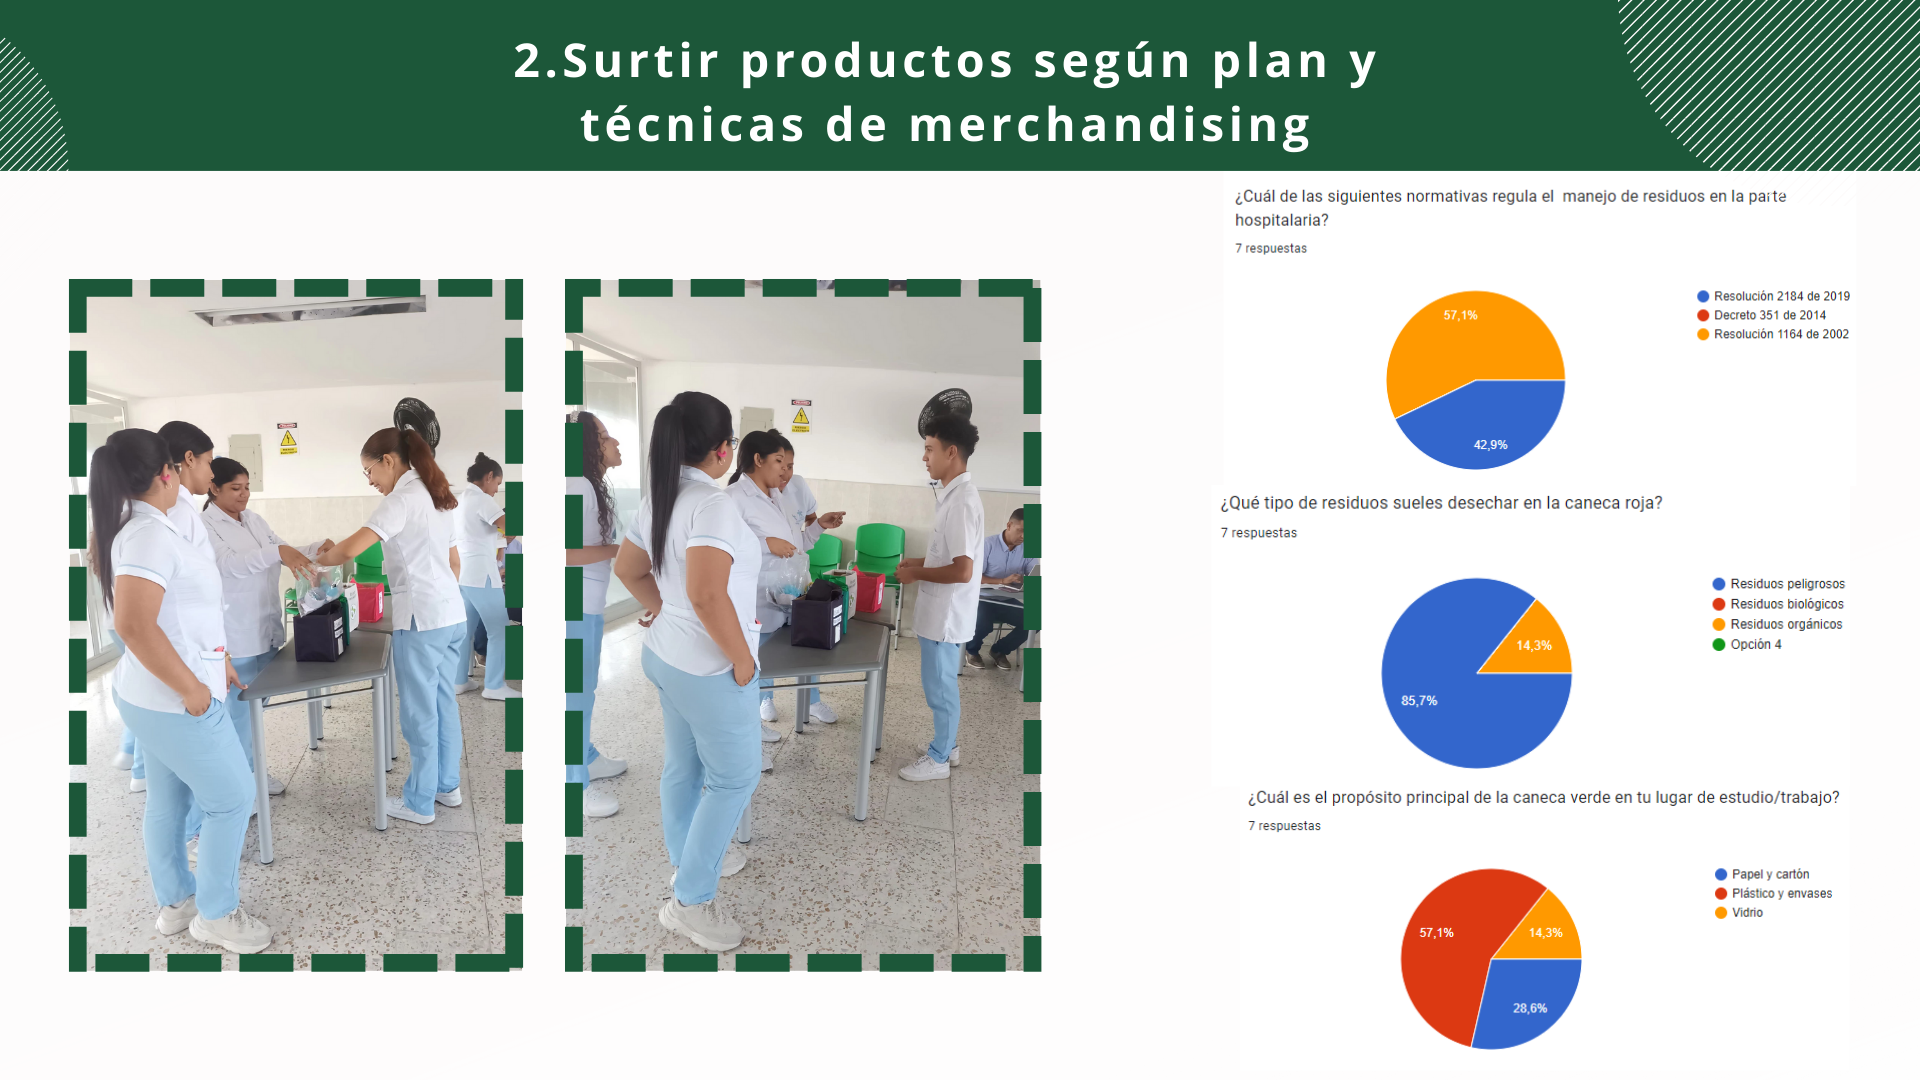 2.Surtir productos según plan y
técnicas de merchandising
¿Cuál de las siguientes normativas regula el manejo de residuos en la parte
hospitalaria?
7 respuestas
57,1%
42,9%
Resolución 2184 de 2019
Decreto 351 de 2014
Resolución 1164 de 2002
¿Qué tipo de residuos sueles desechar en la caneca roja?
7 respuestas
14,3%
85,7%
Residuos peligrosos
Residuos biológicos
Residuos orgánicos
Opción 4
¿Cuál es el propósito principal de la caneca verde en tu lugar de estudio/trabajo?
7 respuestas
57,1%
14,3%
28,6%
Papel y cartón
Plástico y envases
Vidrio